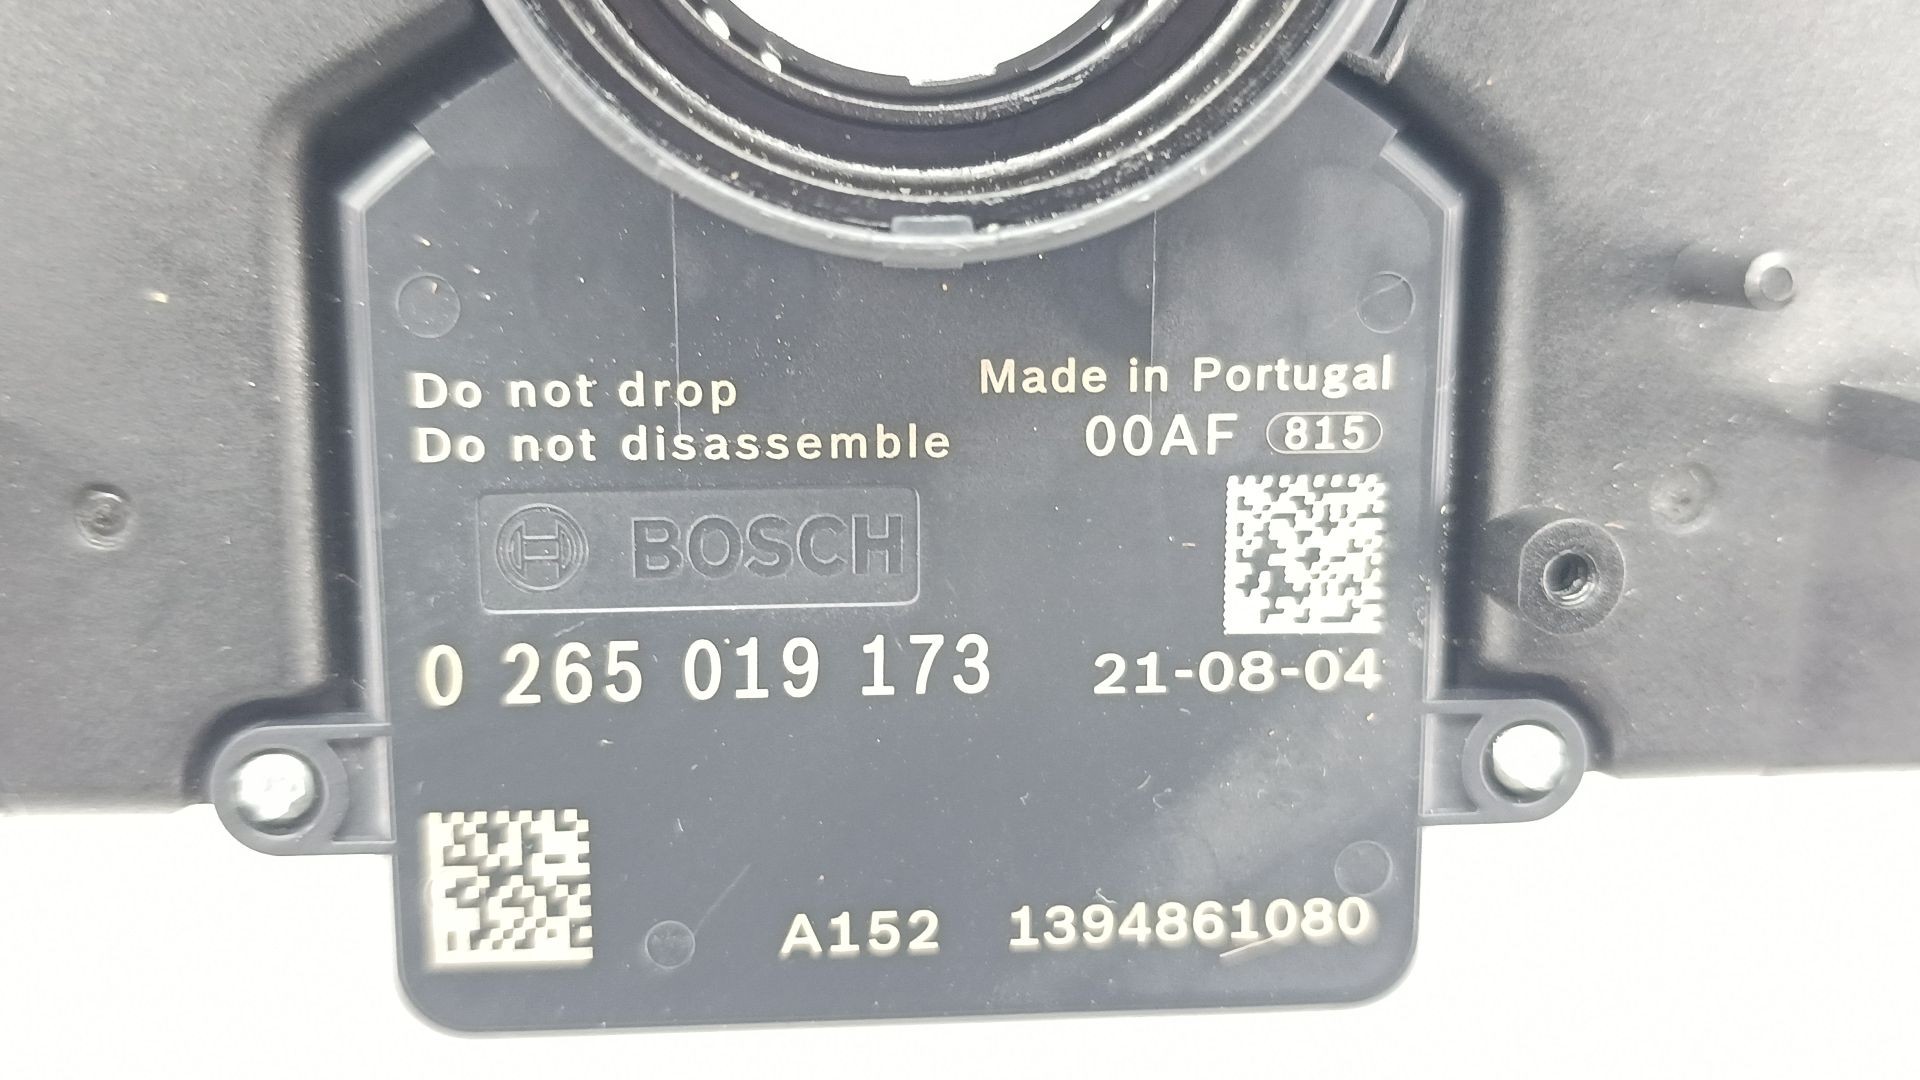 Do not drop
Do not disassemble
Made in Portugal
00AF 815
BOSCH
0 265 019 173
21-08-04
A152 1394861080